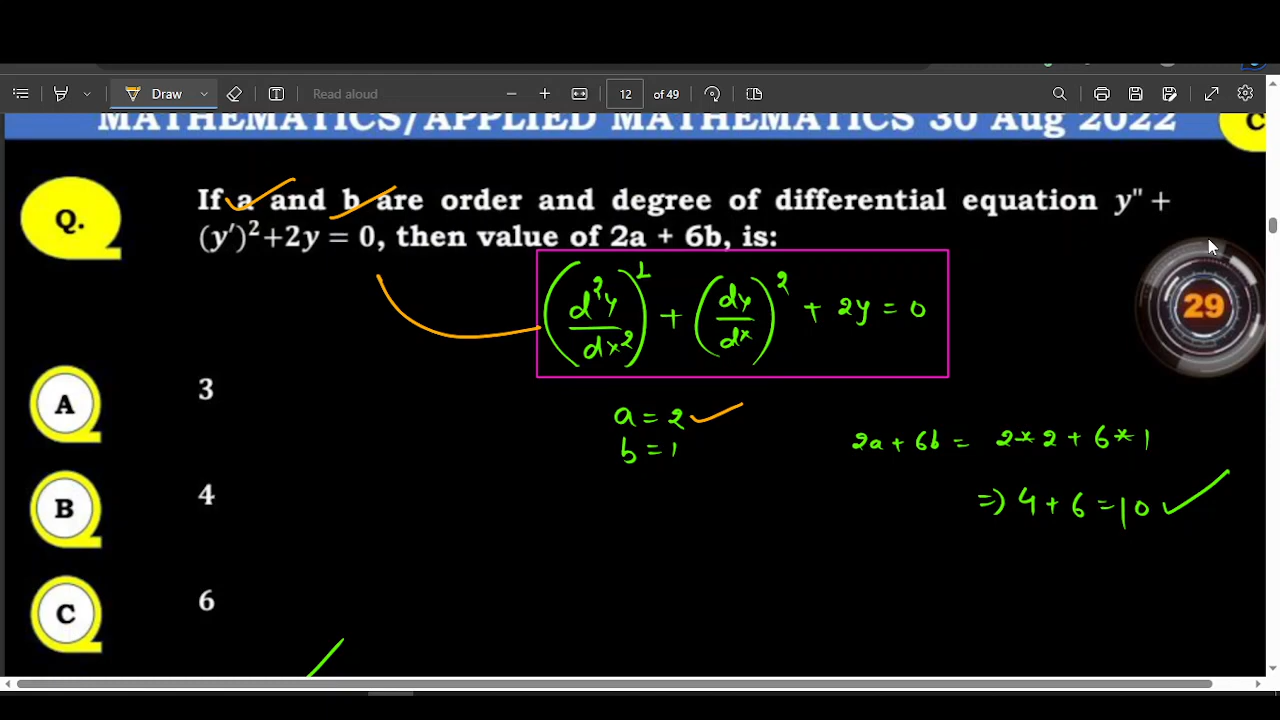 Draw
Read aloud
12 of 49
MATHEMATICS/APPLIED MATHEMATICS 30 Aug 2022
C
Q.
If a and b are order and degree of differential equation y" +
(y′)²+2y = 0, then value of 2a + 6b, is:
(d²y/dx²)¹ + (dy/dx)² + 2y = 0
29
A
3
a = 2
b = 1
2a + 6b = 2*2 + 6*1
=> 4 + 6 = 10
B
4
C
6